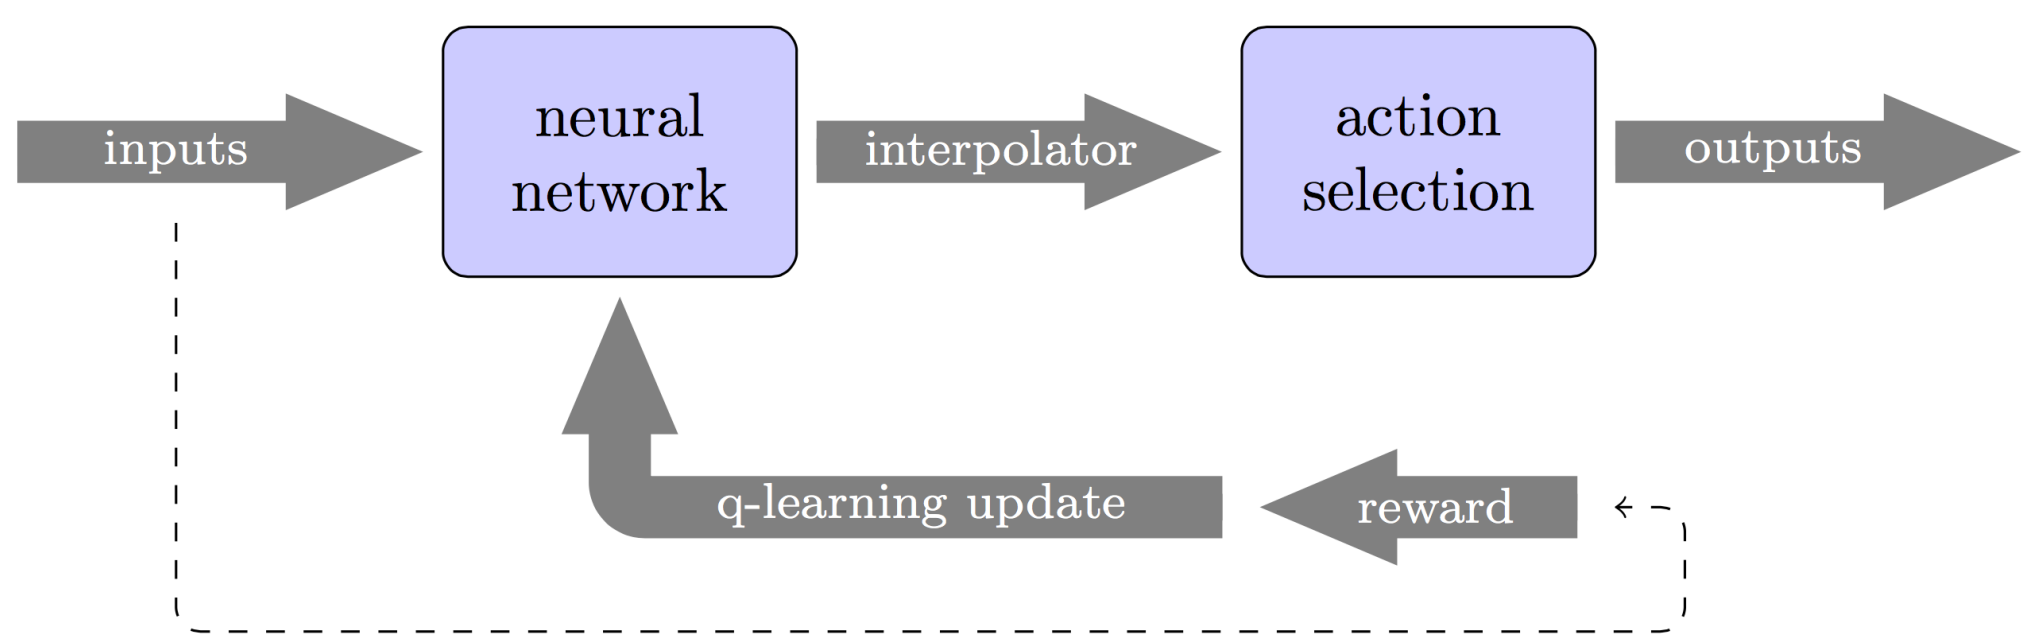 inputs
neural
network
interpolator
action
selection
outputs
q-learning update
reward